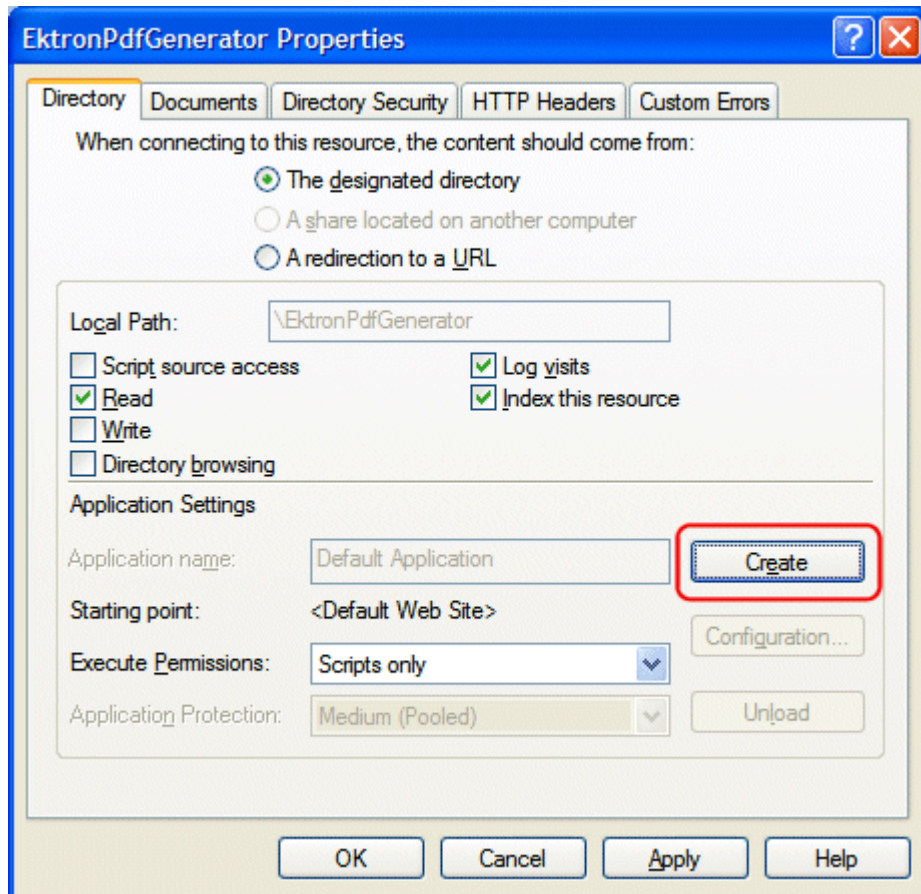 EktronPdfGenerator Properties
?
Directory Documents Directory Security HTTP Headers Custom Errors
When connecting to this resource, the content should come from:
The designated directory
A share located on another computer
A redirection to a URL
Local Path: \EktronPdfGenerator
Script source access Log visits
Read Index this resource
Write
Directory browsing
Application Settings
Application name: Default Application Create
Starting point: <Default Web Site>
Configuration...
Execute Permissions: Scripts only
Application Protection: Medium (Pooled) Unload
OK Cancel Apply Help